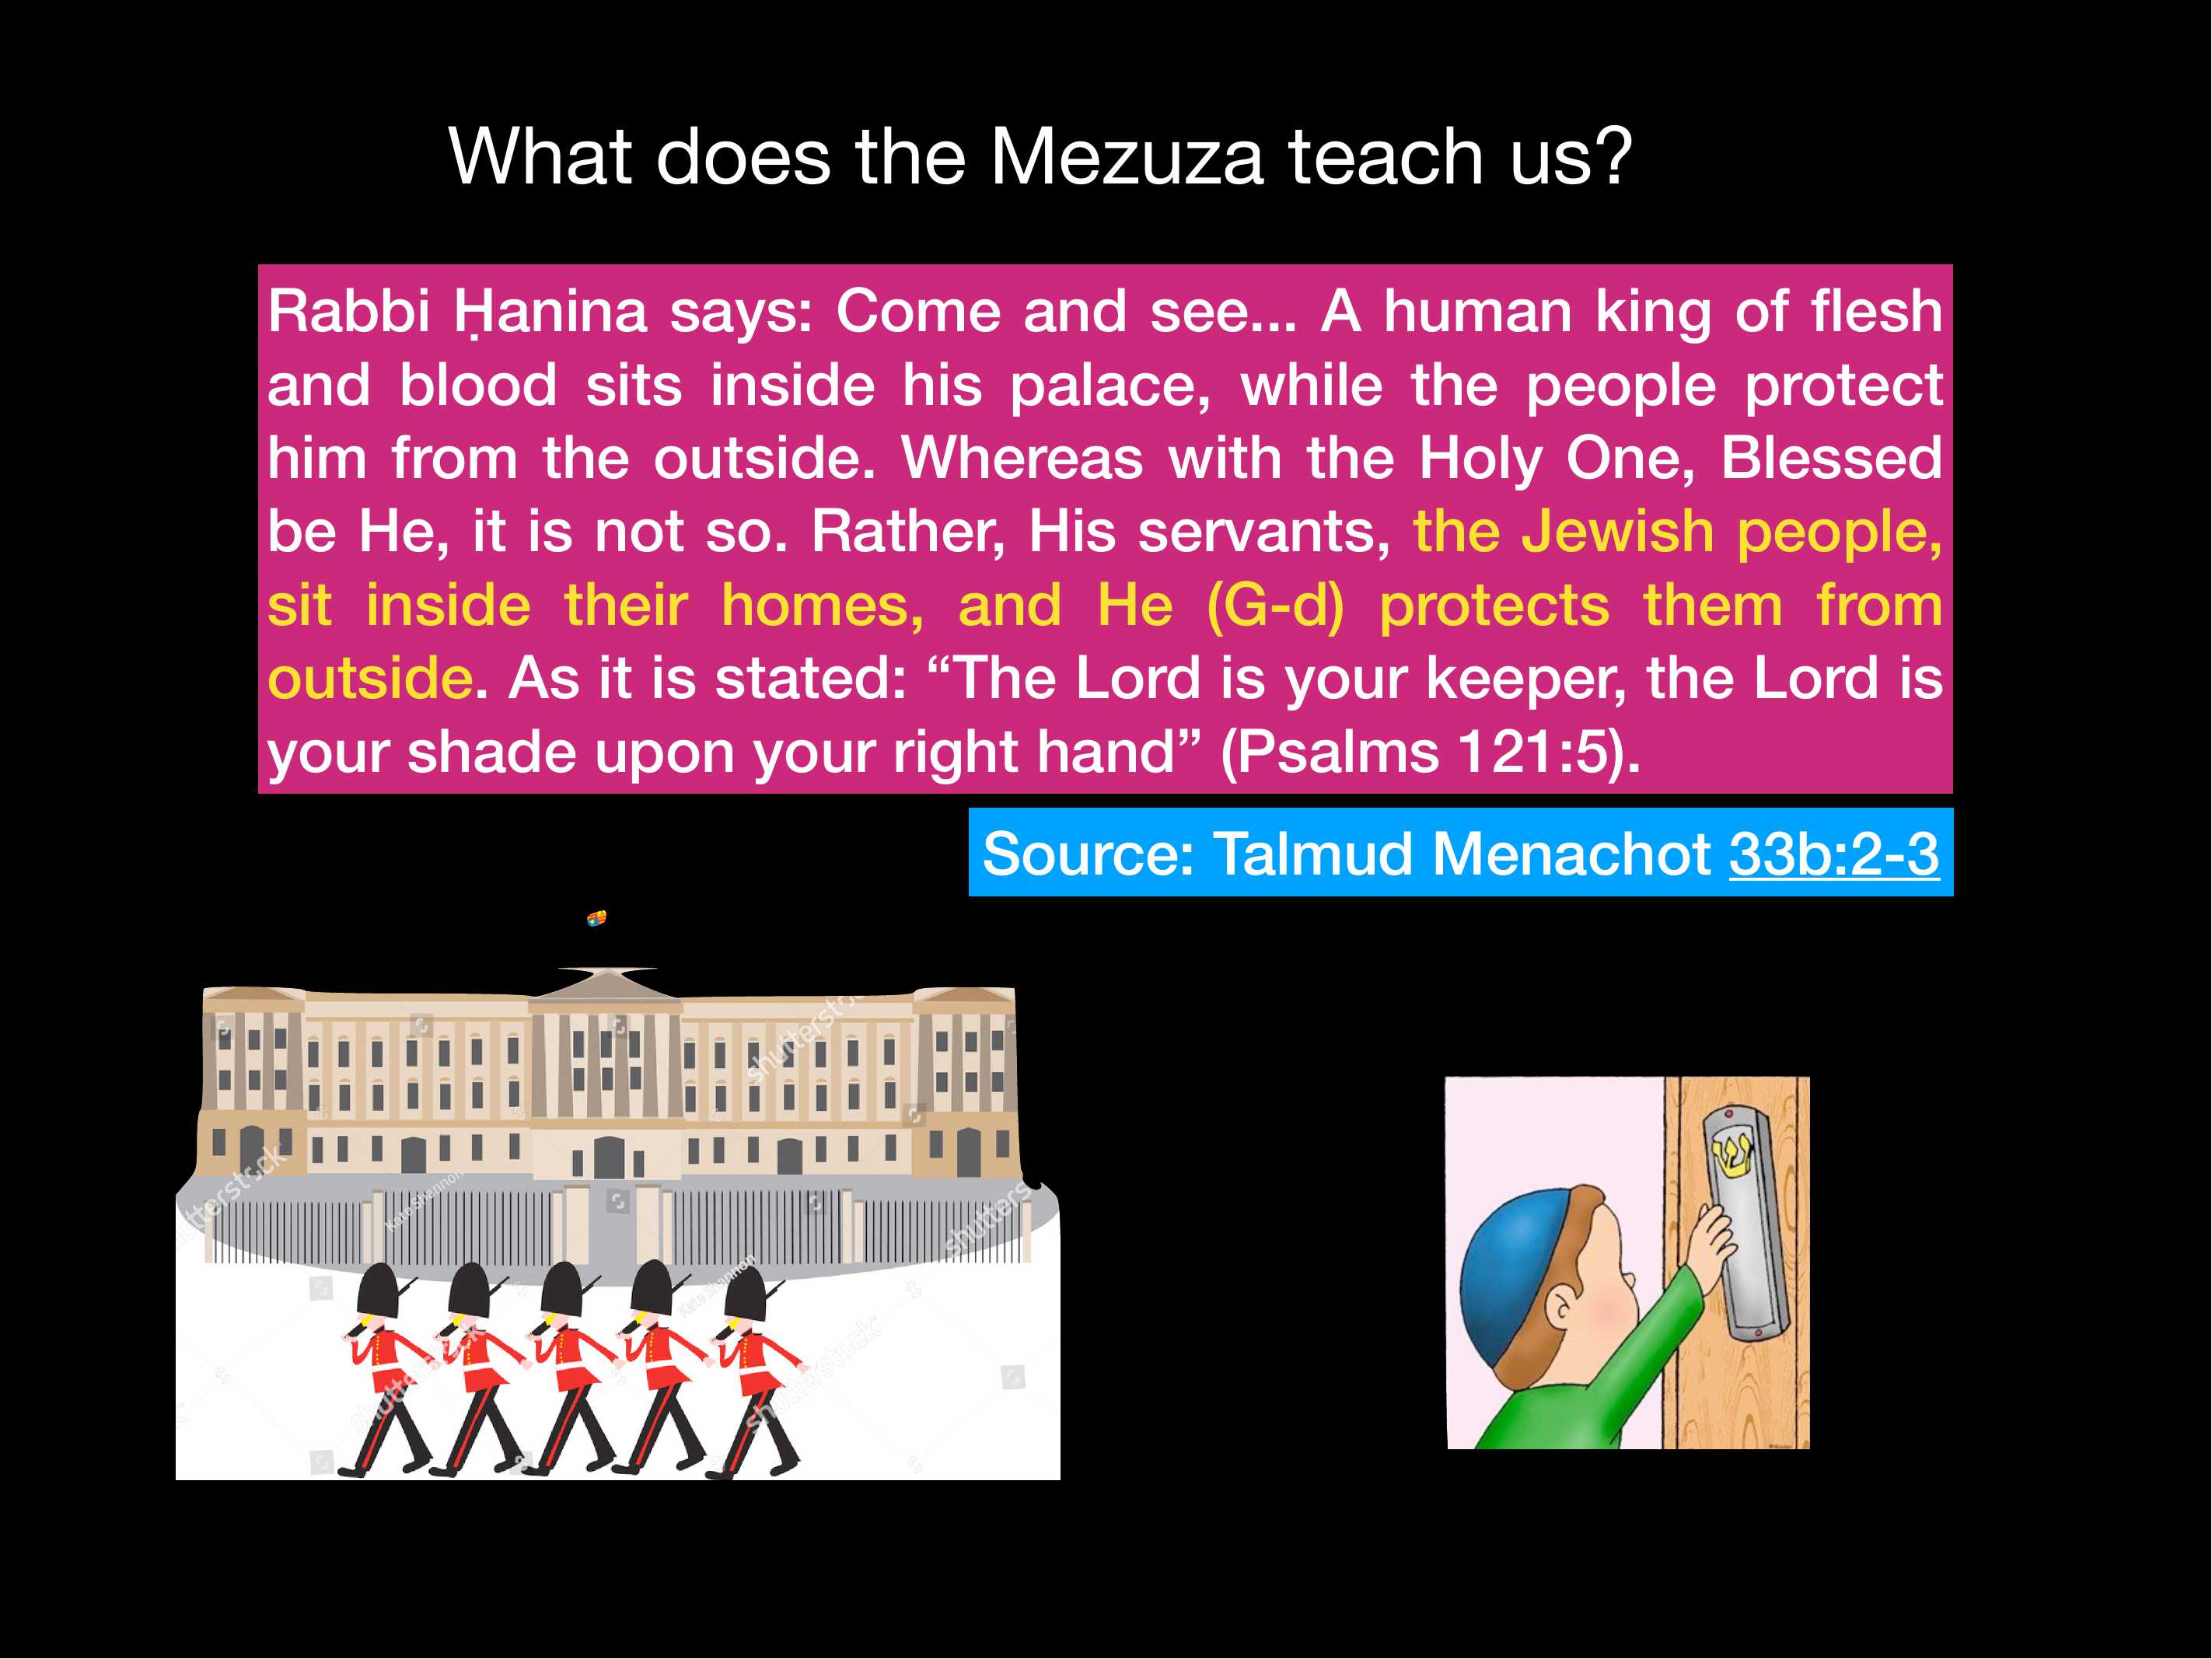 What does the Mezuza teach us?
Rabbi Ḥanina says: Come and see... A human king of flesh
and blood sits inside his palace, while the people protect
him from the outside. Whereas with the Holy One, Blessed
be He, it is not so. Rather, His servants, the Jewish people,
sit inside their homes, and He (G-d) protects them from
outside. As it is stated: “The Lord is your keeper, the Lord is
your shade upon your right hand” (Psalms 121:5).
Source: Talmud Menachot 33b:2-3
shutterstock
Kate Shannon
shutterstock
shutterstock
Kate Shannon
shutterstock
shutterstock